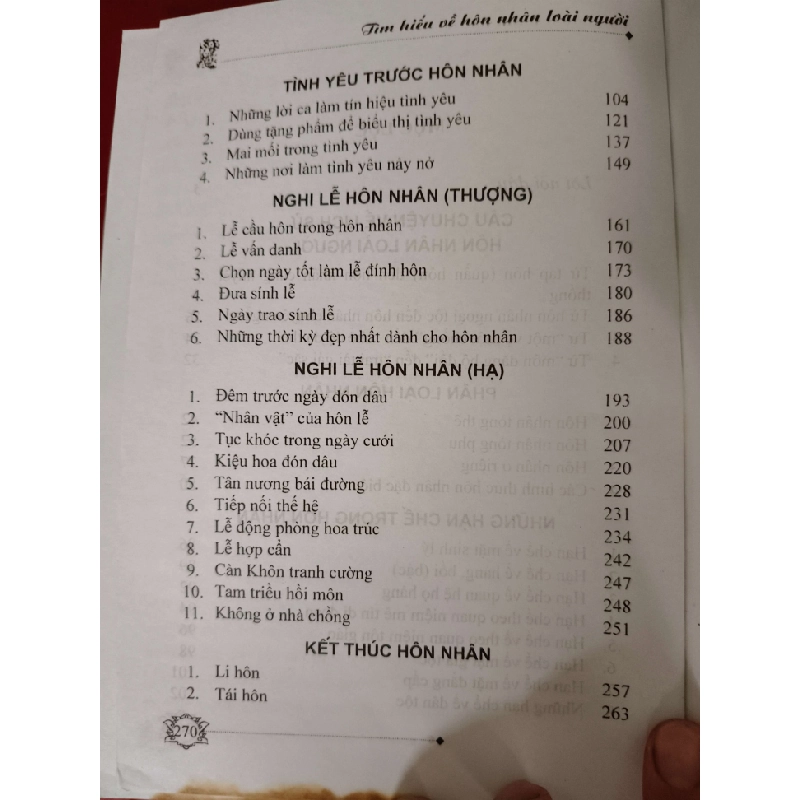 Tìm hiểu về hôn nhân loài người
TÌNH YÊU TRƯỚC HÔN NHÂN
1. Những lời ca làm tín hiệu tình yêu 104
2. Dùng tặng phẩm để biểu thị tình yêu 121
3. Mai mối trong tình yêu 137
4. Những nơi làm tình yêu nảy nở 149
NGHI LỄ HÔN NHÂN (THƯỢNG)
1. Lễ cầu hôn trong hôn nhân 161
2. Lễ vấn danh 170
3. Chọn ngày tốt làm lễ đính hôn 173
4. Đưa sính lễ 180
5. Ngày trao sính lễ 186
6. Những thời kỳ đẹp nhất dành cho hôn nhân 188
NGHI LỄ HÔN NHÂN (HẠ)
1. Đêm trước ngày đón dâu 193
2. “Nhân vật” của hôn lễ 200
3. Tục khóc trong ngày cưới 207
4. Kiệu hoa đón dâu 220
5. Tân nương bái đường 228
6. Tiếp nối thế hệ 231
7. Lễ động phòng hoa trúc 234
8. Lễ hợp cẩn 242
9. Càn Khôn tranh cường 247
10. Tam triều hồi môn 248
11. Không ở nhà chồng 251
KẾT THÚC HÔN NHÂN
1. Li hôn 257
2. Tái hôn 263
270